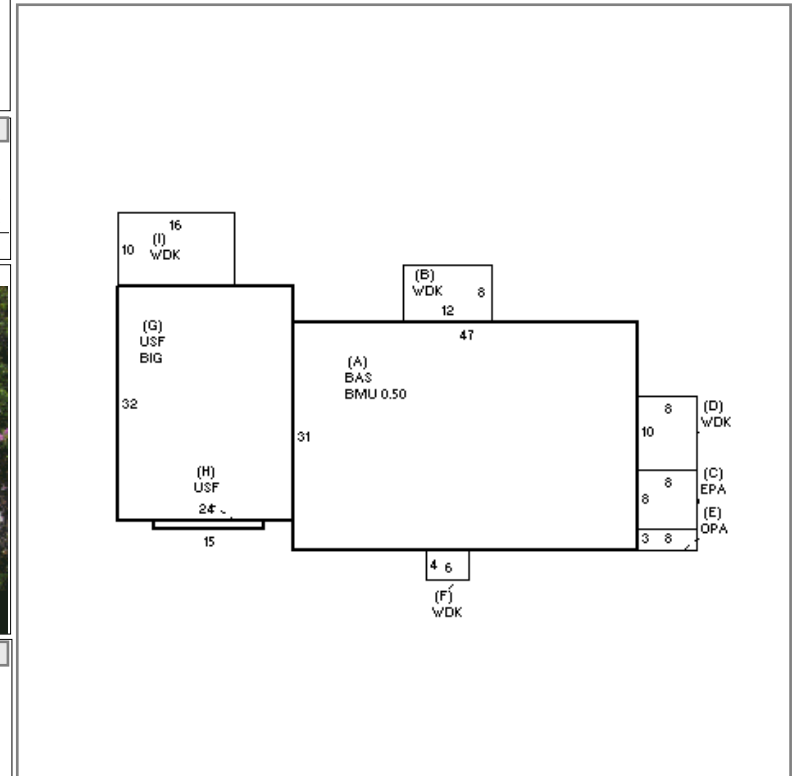 16
10
(I)
WDK
(B)
WDK
8
12
47
(G)
USF
BIG
(A)
BAS
BMU 0.50
32
31
8
(D)
WDK
10
(H)
USF
24
8
(C)
EPA
8
(E)
OPA
3 8
15
4 6
(F)
WDK